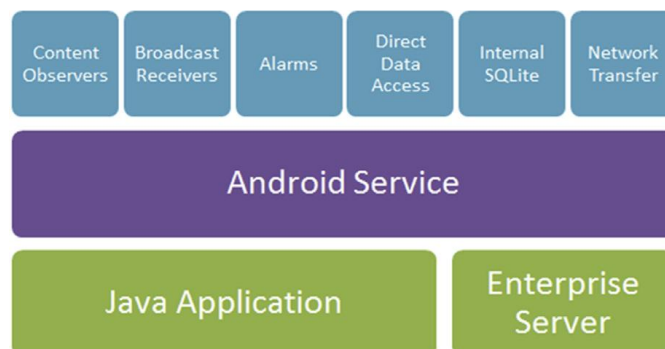 Content
Observers
Broadcast
Receivers
Alarms
Direct
Data
Access
Internal
SQLite
Network
Transfer
Android Service
Java Application
Enterprise
Server